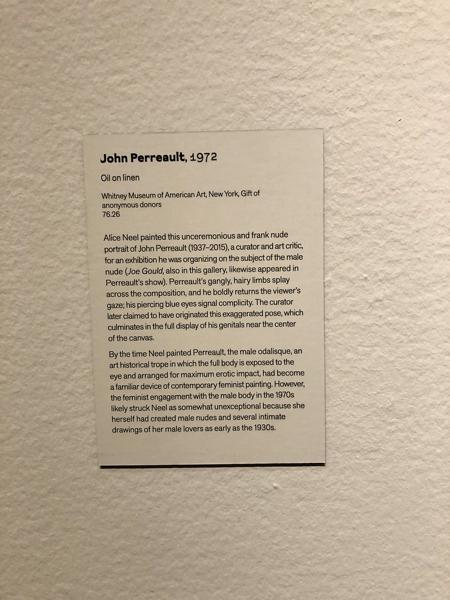 John Perreault, 1972
Oil on linen
Whitney Museum of American Art, New York, Gift of
anonymous donors
76.26
Alice Neel painted this unceremonious and frank nude
portrait of John Perreault (1937–2015), a curator and art critic,
for an exhibition he was organizing on the subject of the male
nude (Joe Gould, also in this gallery, likewise appeared in
Perreault's show). Perreault's gangly, hairy limbs splay
across the composition, and he boldly returns the viewer's
gaze; his piercing blue eyes signal complicity. The curator
later claimed to have originated this exaggerated pose, which
culminates in the full display of his genitals near the center
of the canvas.
By the time Neel painted Perreault, the male odalisque, an
art historical trope in which the full body is exposed to the
eye and arranged for maximum erotic impact, had become
a familiar device of contemporary feminist painting. However,
the feminist engagement with the male body in the 1970s
likely struck Neel as somewhat unexceptional because she
herself had created male nudes and several intimate
drawings of her male lovers as early as the 1930s.